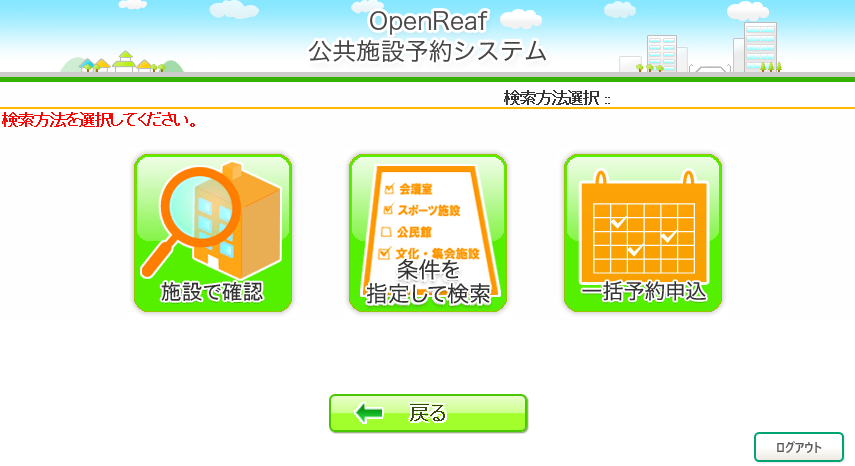 OpenReaf
公共施設予約システム
検索方法選択 ::
検索方法を選択してください。
施設で確認
会議室
スポーツ施設
公民館
文化・集会施設
条件を
指定して検索
一括予約申込
戻る
ログアウト